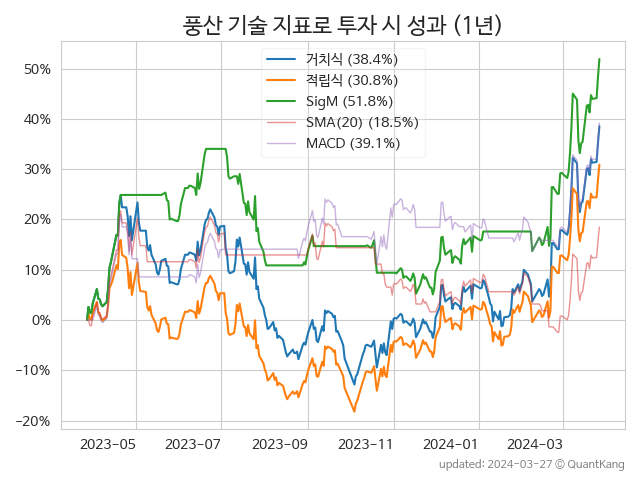 풍산 기술 지표로 투자 시 성과 (1년)
거치식 (38.4%)
적립식 (30.8%)
SigM (51.8%)
SMA(20) (18.5%)
MACD (39.1%)
50%
40%
30%
20%
10%
0%
−10%
−20%
2023-05 2023-07 2023-09 2023-11 2024-01 2024-03
updated: 2024-03-27 © QuantKang